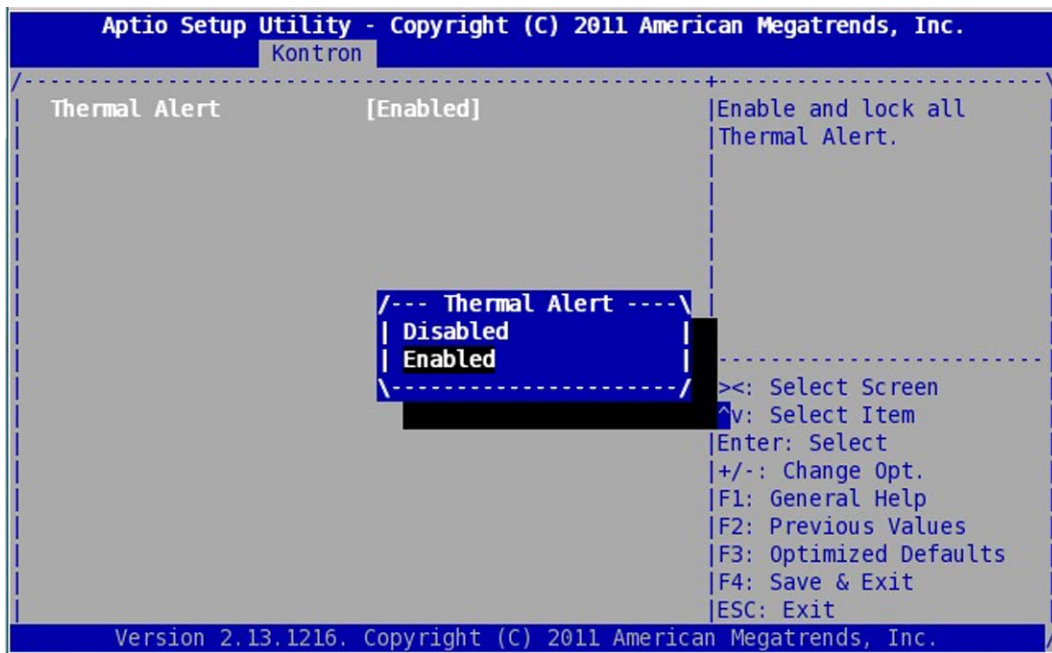 Aptio Setup Utility - Copyright (C) 2011 American Megatrends, Inc.
Kontron
Thermal Alert [Enabled]
Enable and lock all
Thermal Alert.
Thermal Alert
Disabled
Enabled
><: Select Screen
^v: Select Item
Enter: Select
+/-: Change Opt.
F1: General Help
F2: Previous Values
F3: Optimized Defaults
F4: Save & Exit
ESC: Exit
Version 2.13.1216. Copyright (C) 2011 American Megatrends, Inc.